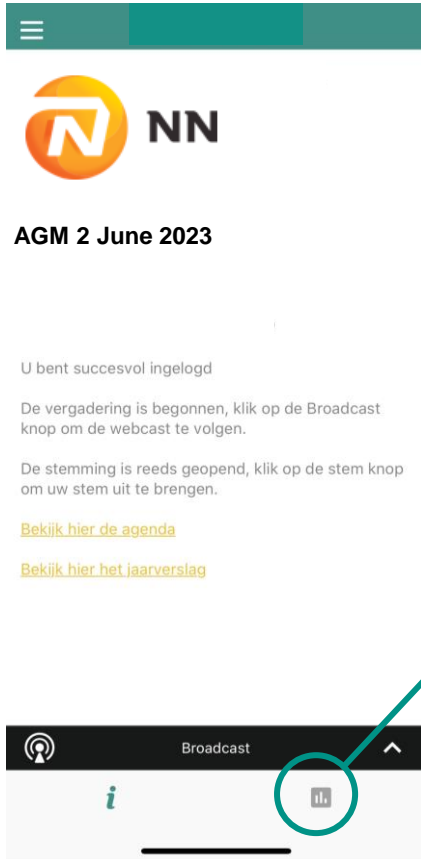 NN
AGM 2 June 2023
U bent succesvol ingelogd
De vergadering is begonnen, klik op de Broadcast
knop om de webcast te volgen.
De stemming is reeds geopend, klik op de stem knop
om uw stem uit te brengen.
Bekijk hier de agenda
Bekijk hier het jaarverslag
Broadcast
i